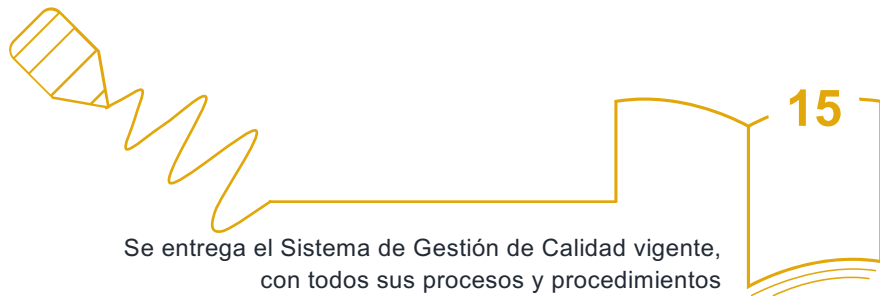 15
Se entrega el Sistema de Gestión de Calidad vigente,
con todos sus procesos y procedimientos